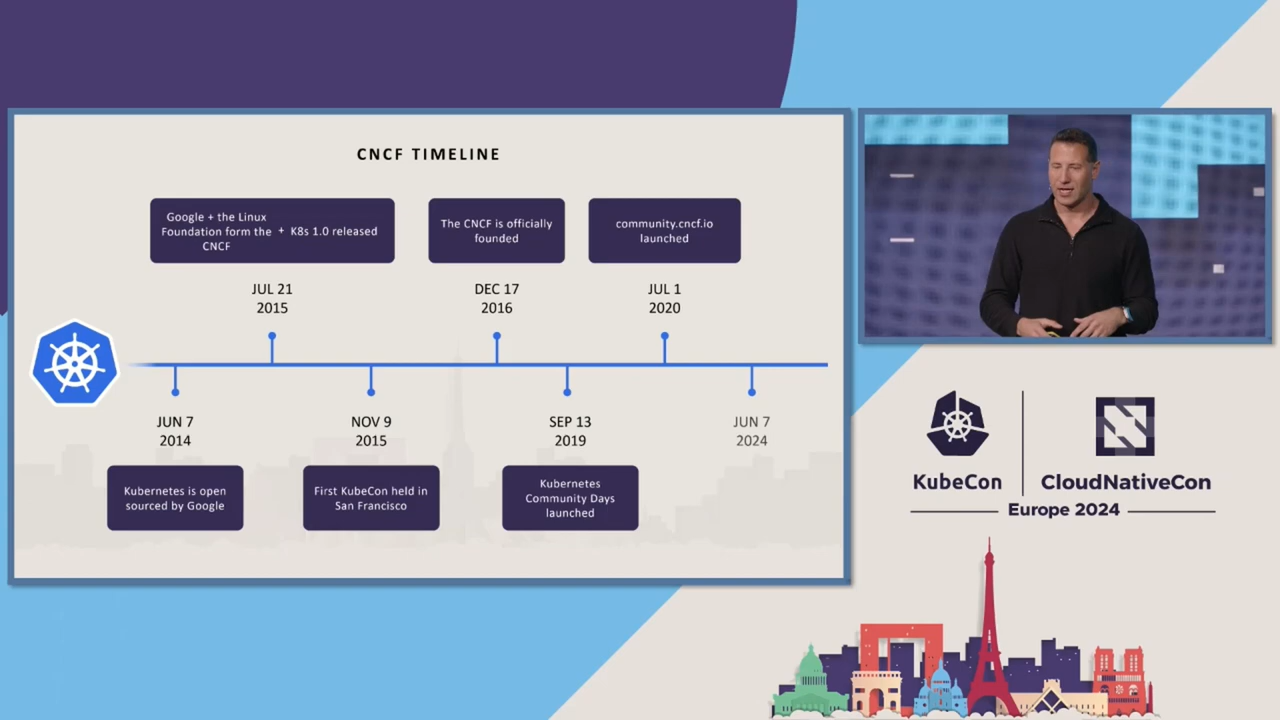 CNCF TIMELINE
Google + the Linux
Foundation form the + K8s 1.0 released
CNCF
The CNCF is officially
founded
community.cncf.io
launched
JUL 21
2015
DEC 17
2016
JUL 1
2020
JUN 7
2014
NOV 9
2015
SEP 13
2019
JUN 7
2024
Kubernetes is open
sourced by Google
First KubeCon held in
San Francisco
Kubernetes
Community Days
launched
KubeCon
CloudNativeCon
Europe 2024